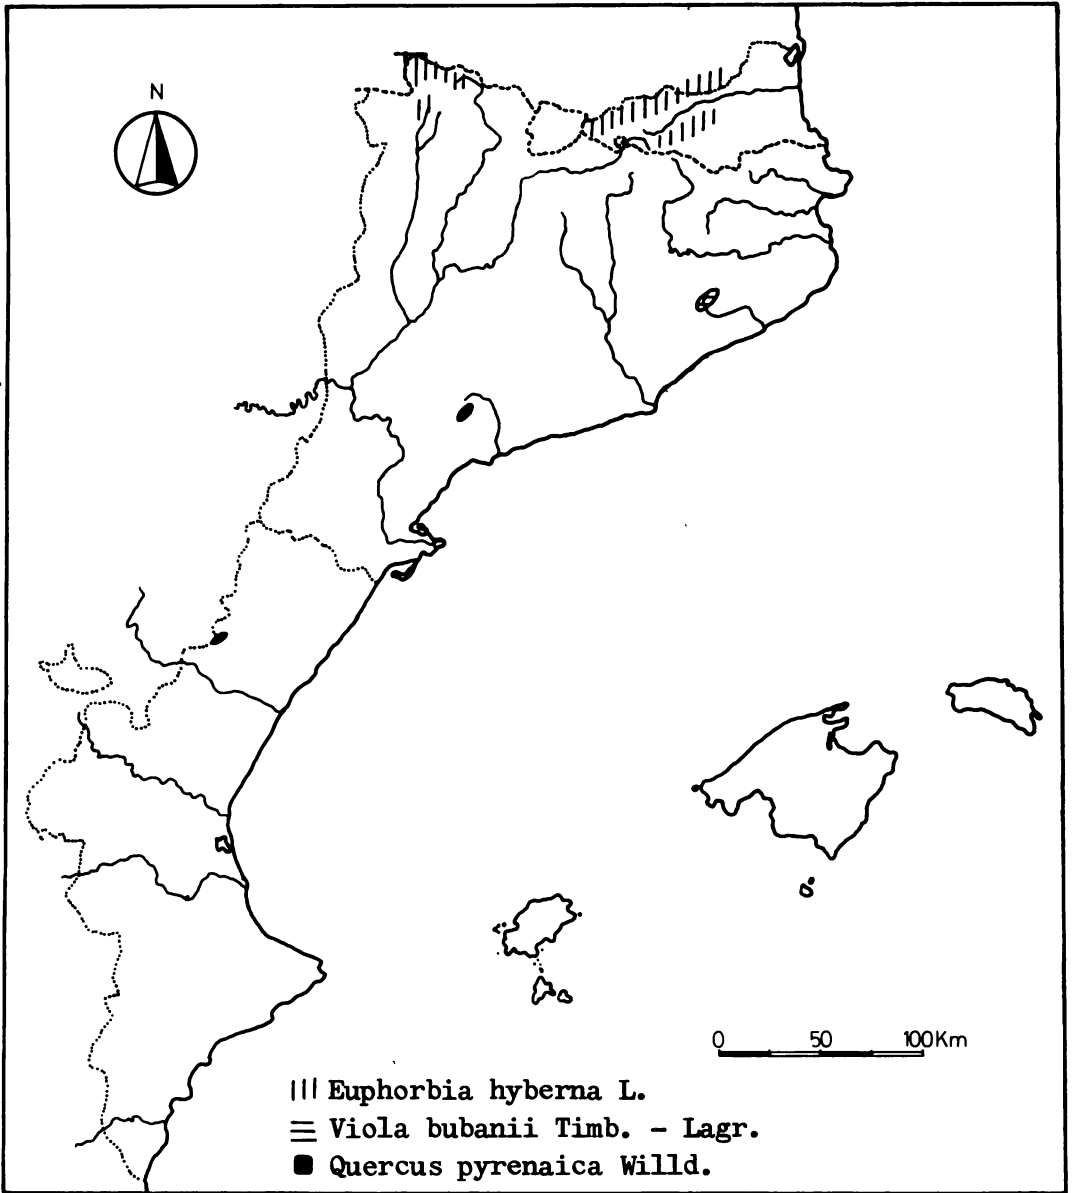 N
0 50 100Km
Euphorbia hyberna L.
Viola bubanii Timb. - Lagr.
Quercus pyrenaica Willd.